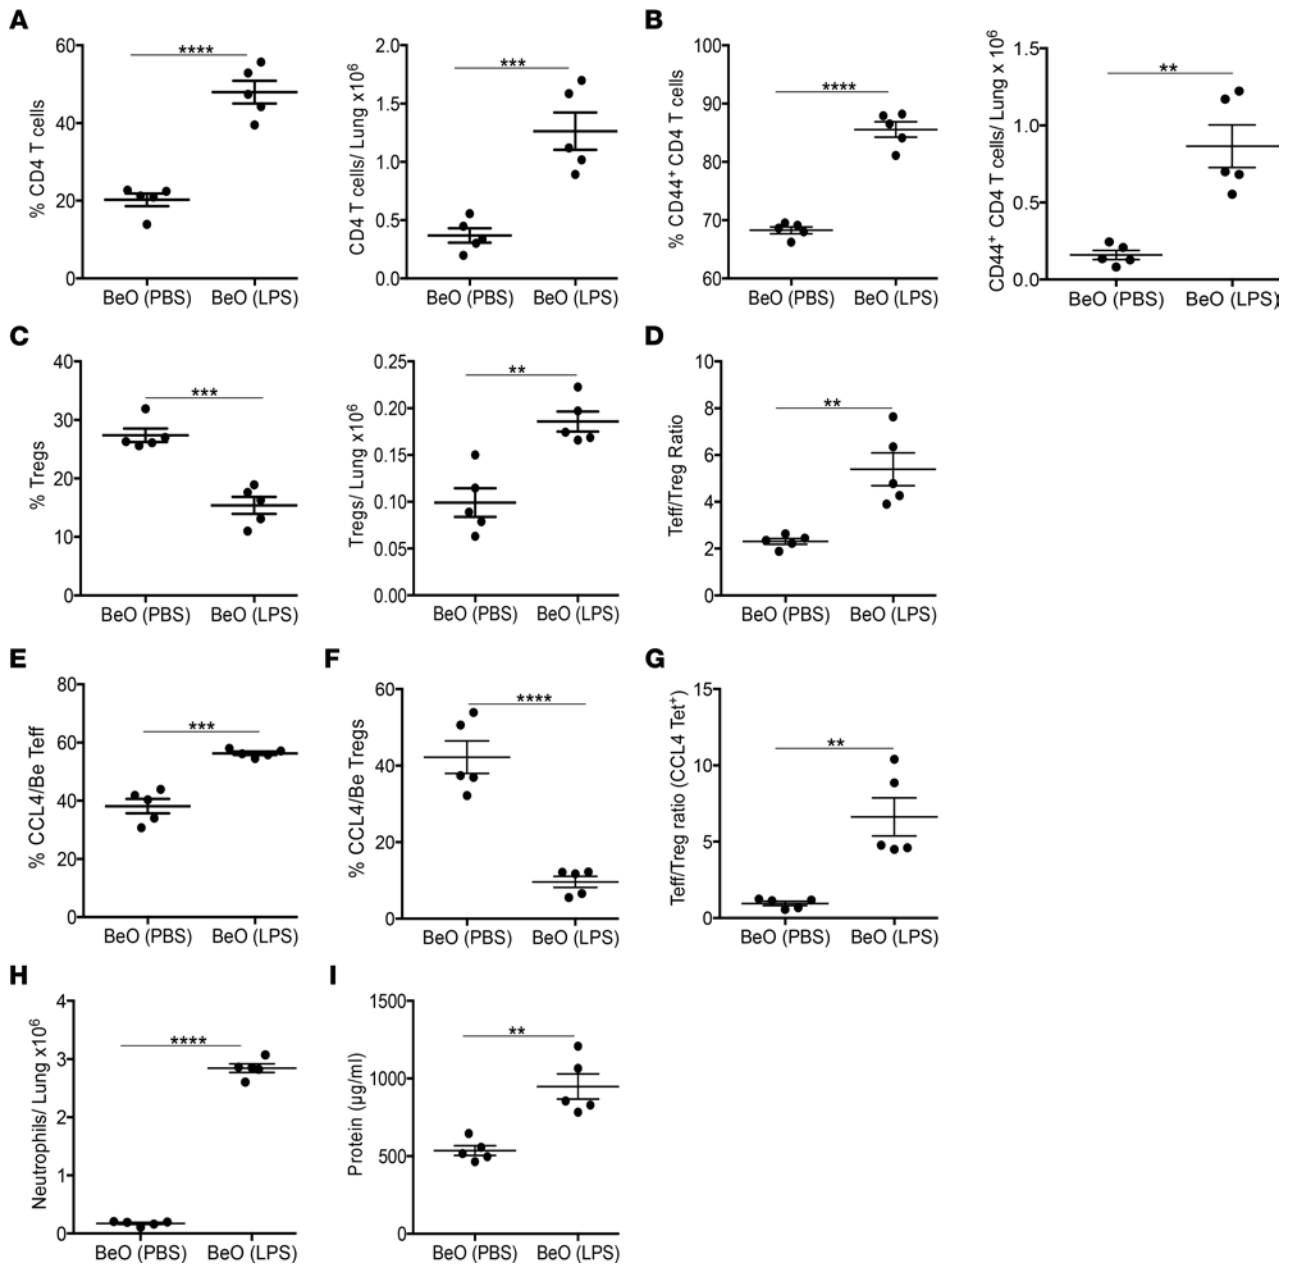 A
% CD4 T cells
60
40
20
0
****
BeO (PBS) BeO (LPS)
CD4 T cells/ Lung x10⁶
2.0
1.5
1.0
0.5
0.0
***
BeO (PBS) BeO (LPS)
B
% CD44⁺ CD4 T cells
100
90
80
70
60
****
BeO (PBS) BeO (LPS)
CD44⁺ CD4 T cells/ Lung x 10⁶
1.5
1.0
0.5
0.0
**
BeO (PBS) BeO (LPS)
C
% Tregs
40
30
20
10
0
***
BeO (PBS) BeO (LPS)
Tregs/ Lung x10⁶
0.25
0.20
0.15
0.10
0.05
0.00
**
BeO (PBS) BeO (LPS)
D
Teff/Treg Ratio
10
8
6
4
2
0
**
BeO (PBS) BeO (LPS)
E
% CCL4/Be Teff
80
60
40
20
0
***
BeO (PBS) BeO (LPS)
F
% CCL4/Be Tregs
60
40
20
0
****
BeO (PBS) BeO (LPS)
G
Teff/Treg ratio (CCL4 Tet⁺)
15
10
5
0
**
BeO (PBS) BeO (LPS)
H
Neutrophils/ Lung x10⁶
4
3
2
1
0
****
BeO (PBS) BeO (LPS)
I
Protein (µg/ml)
1500
1000
500
0
**
BeO (PBS) BeO (LPS)